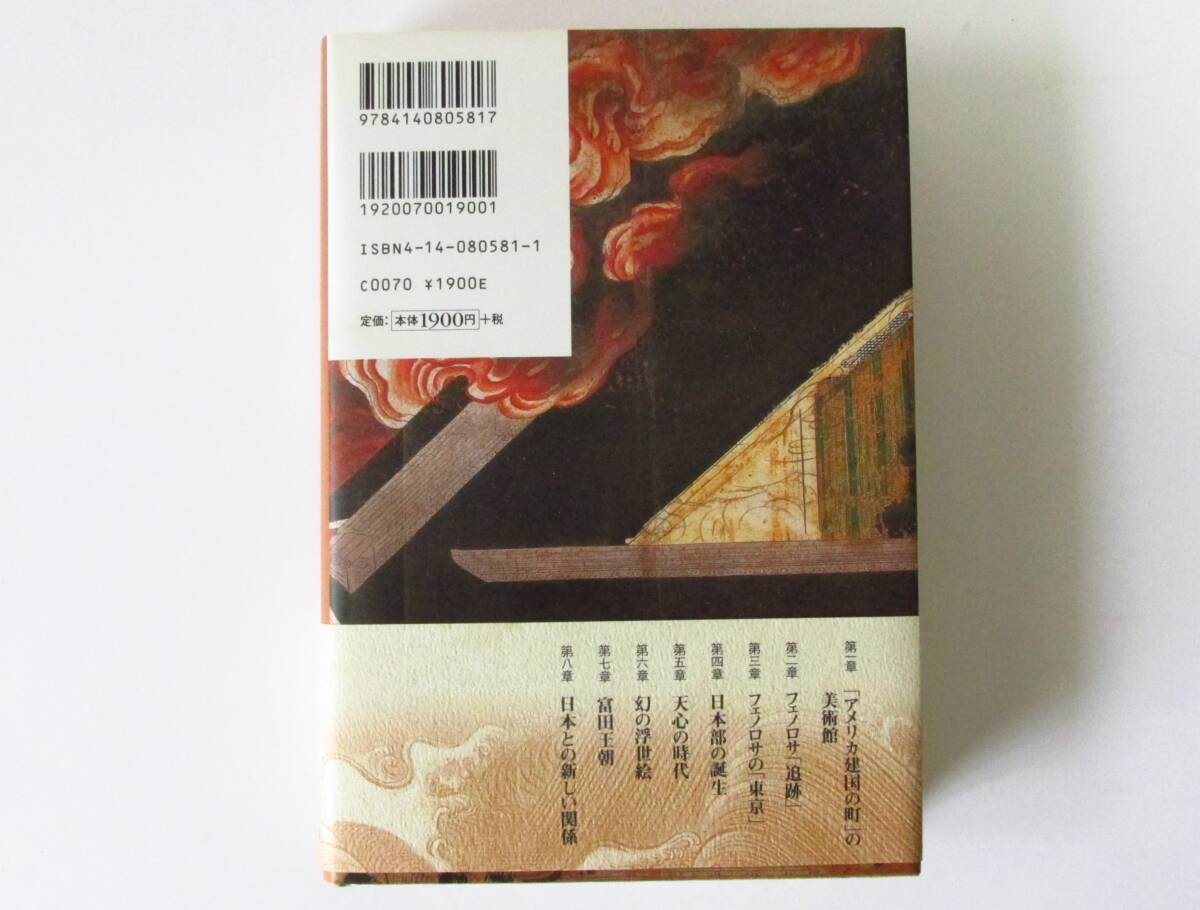 9784140805817
1920070019001
ISBN4-14-080581-1
C0070 ¥1900E
定価: 本体1900円+税
第一章 「アメリカ建国の町」の
美術館
第二章 フェノロサ「追跡」
第三章 フェノロサの「東京」
第四章 日本部の誕生
第五章 天心の時代
第六章 幻の浮世絵
第七章 富田王朝
第八章 日本との新しい関係